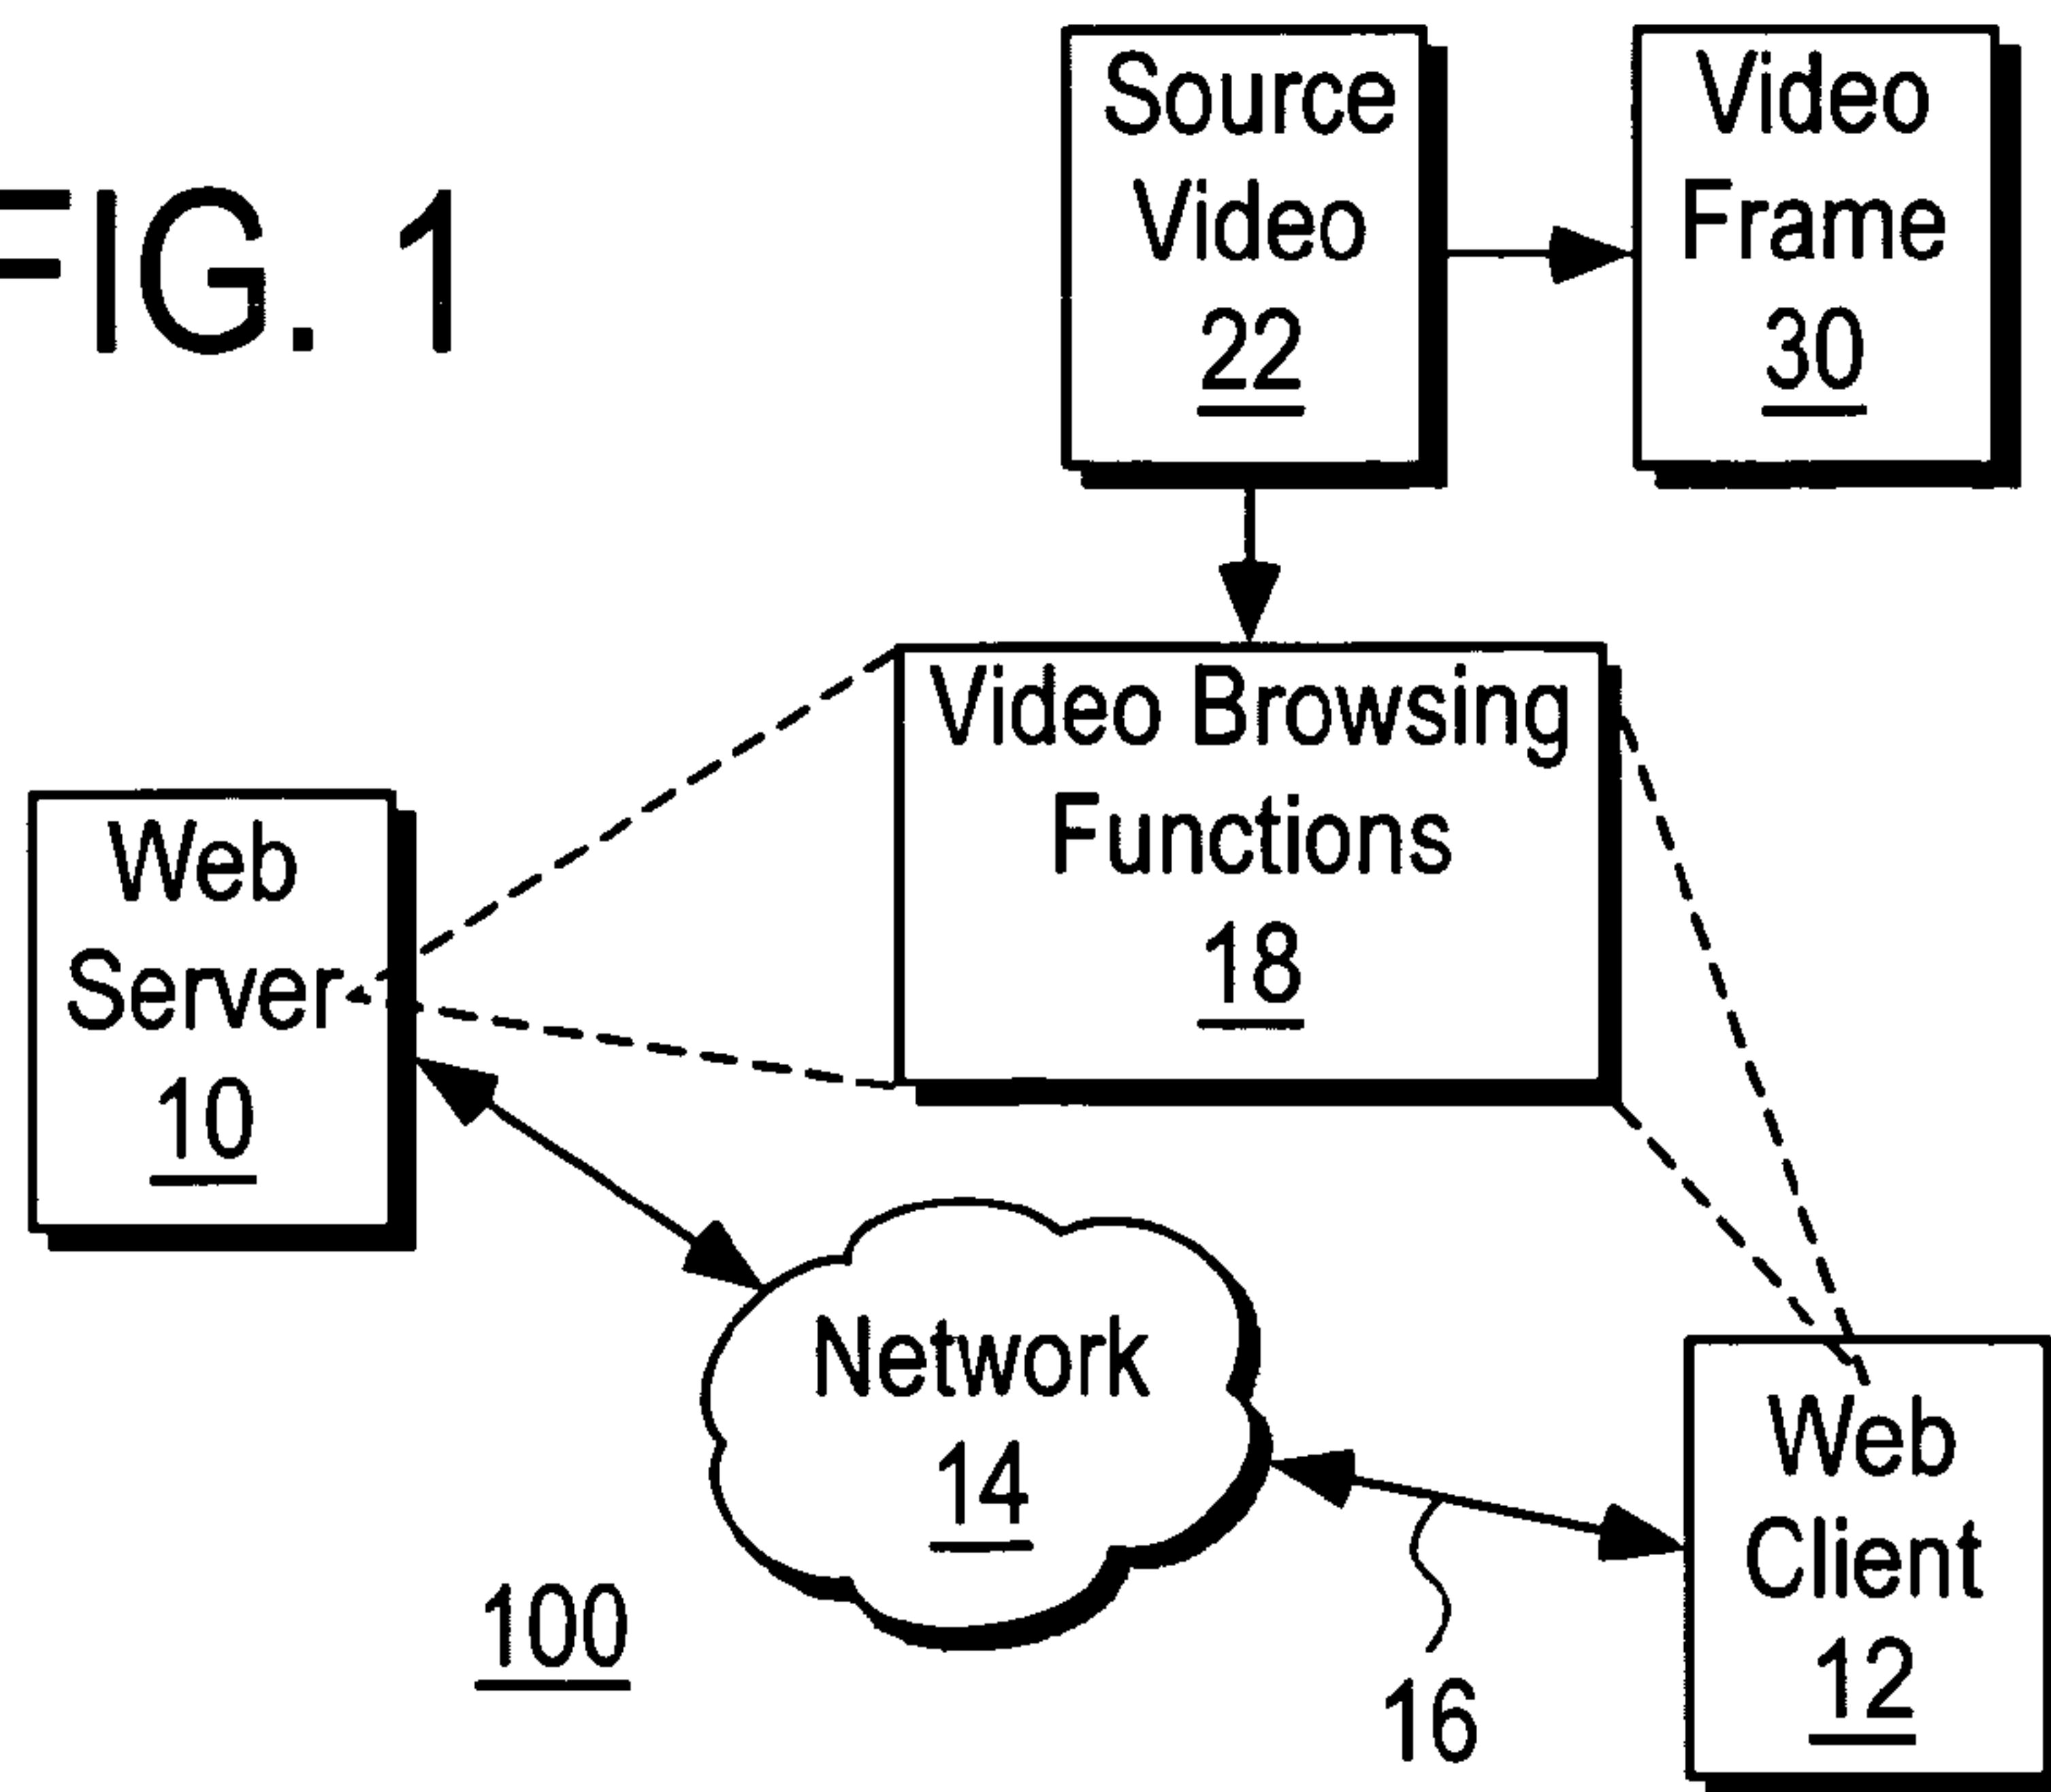 FIG. 1
Source
Video
22
Video
Frame
30
Video Browsing
Functions
18
Web
Server
10
Network
14
Web
Client
12
100
16